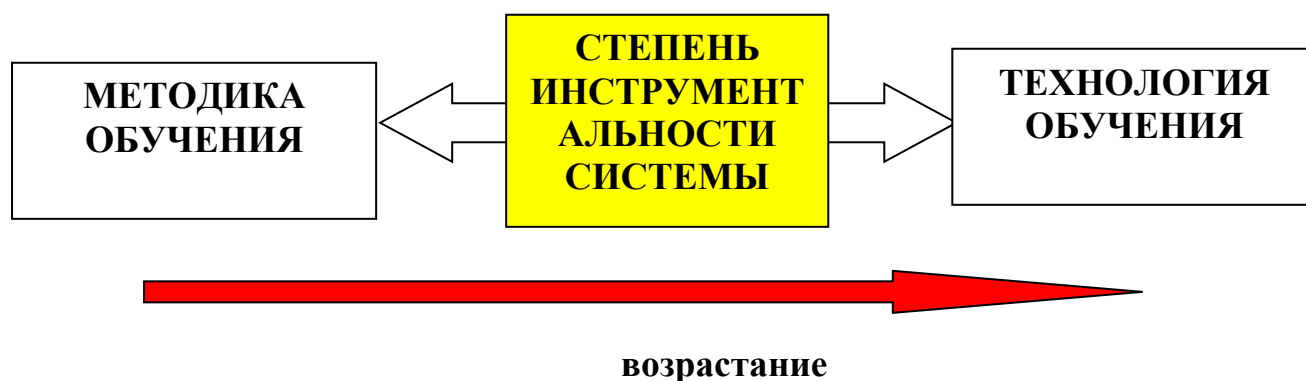 МЕТОДИКА
ОБУЧЕНИЯ
СТЕПЕНЬ
ИНСТРУМЕНТ
АЛЬНОСТИ
СИСТЕМЫ
ТЕХНОЛОГИЯ
ОБУЧЕНИЯ
возрастание